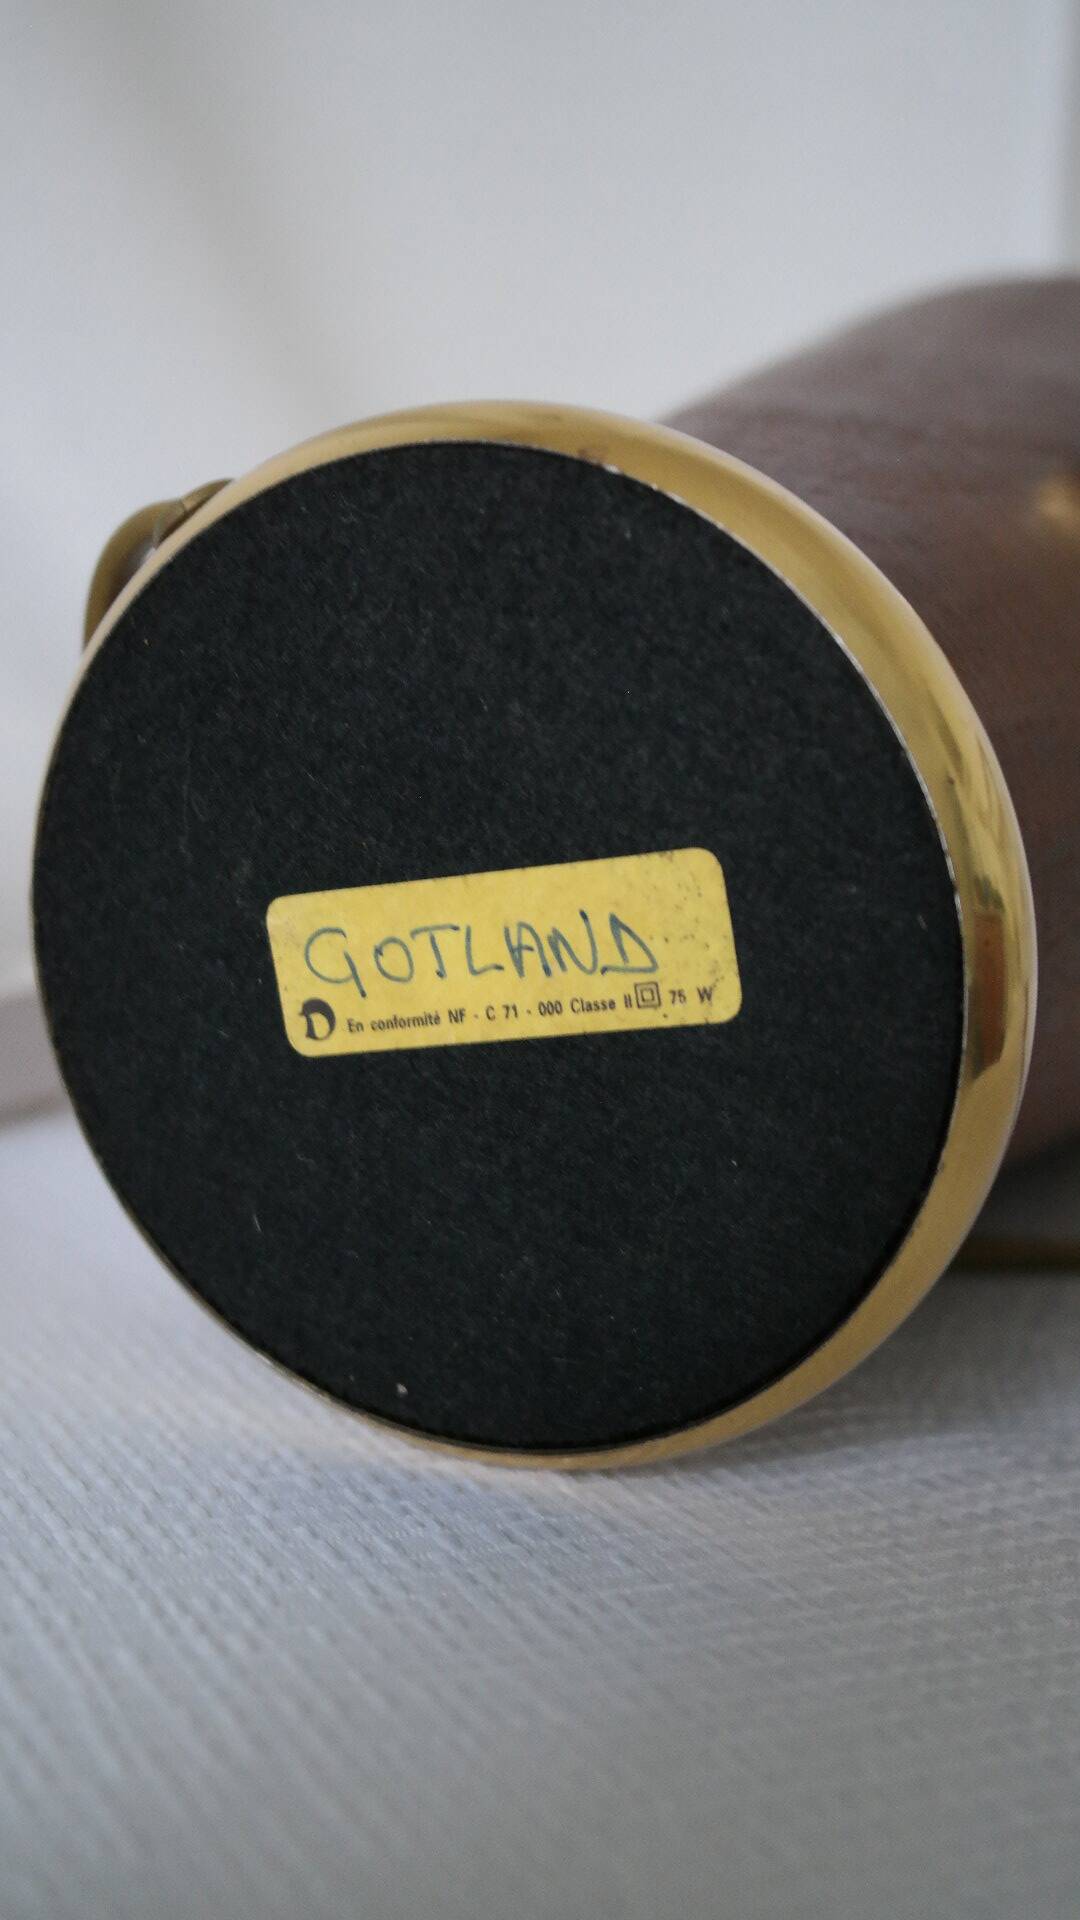 GOTLAND
D En conformité NF - C 71 - 000 Classe II 75 W